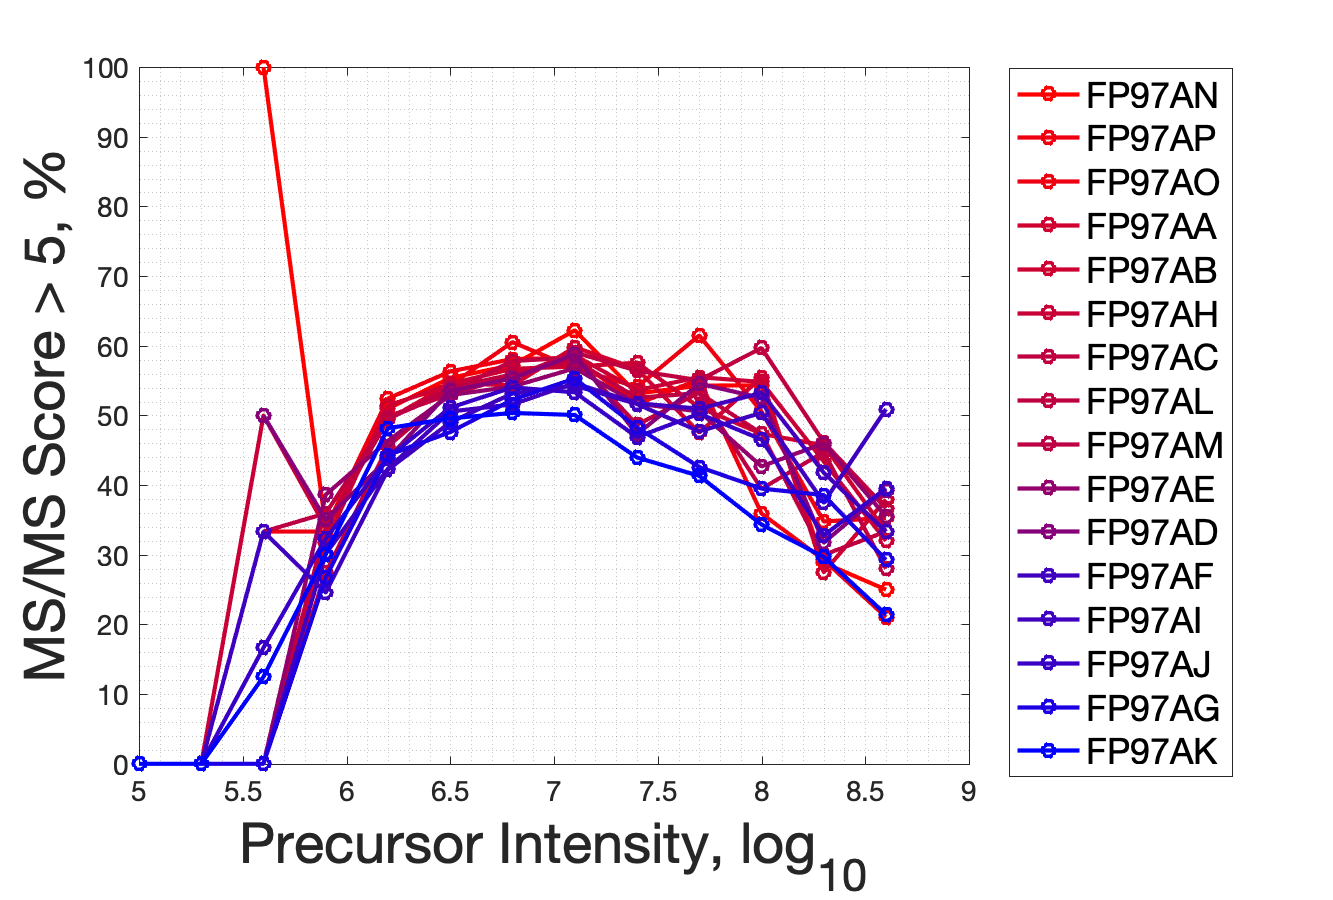 MS/MS Score > 5, %
100
90
80
70
60
50
40
30
20
10
0
5
5.5
6
6.5
7
7.5
8
8.5
9
Precursor Intensity, log10
FP97AN
FP97AP
FP97AO
FP97AA
FP97AB
FP97AH
FP97AC
FP97AL
FP97AM
FP97AE
FP97AD
FP97AF
FP97AI
FP97AJ
FP97AG
FP97AK